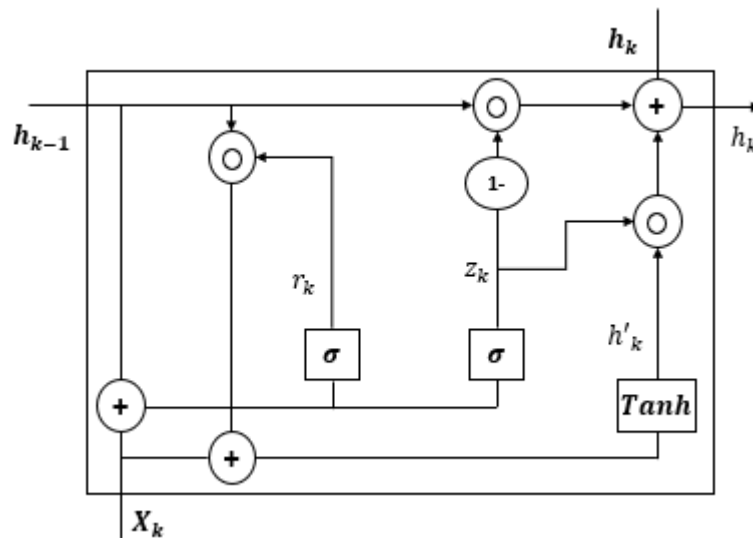 h_k
h_{k-1}
+
h_k
1-
r_k
z_k
h'_k
σ
σ
Tanh
+
+
X_k